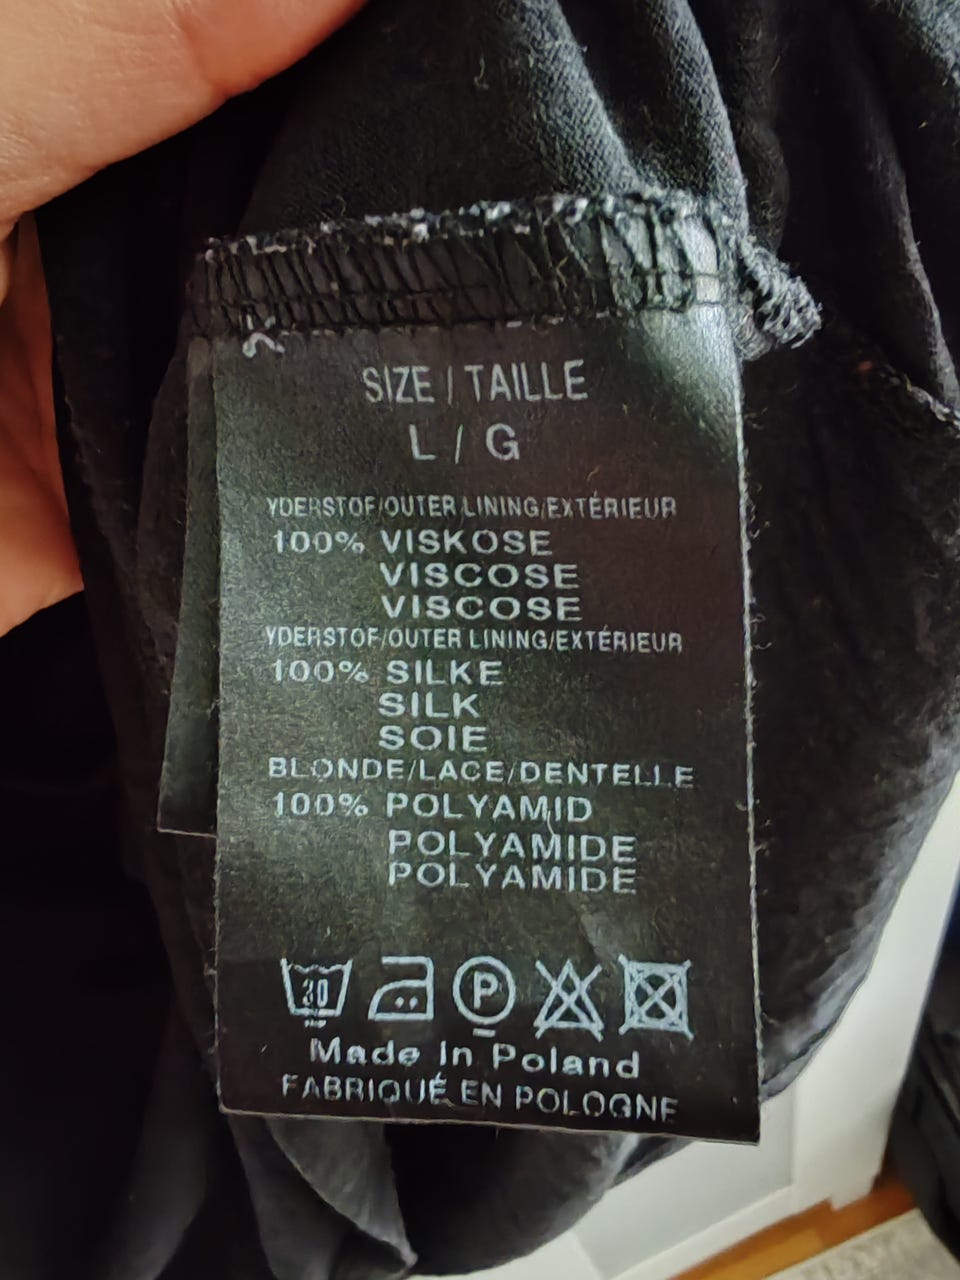 SIZE | TAILLE
L / G
YDERSTOF/OUTER LINING/EXTÉRIEUR
100% VISKOSE
VISCOSE
VISCOSE
YDERSTOF/OUTER LINING/EXTÉRIEUR
100% SILKE
SILK
SOIE
BLONDE/LACE/DENTELLE
100% POLYAMID
POLYAMIDE
POLYAMIDE
30 P
Made In Poland
FABRIQUÉ EN POLOGNE